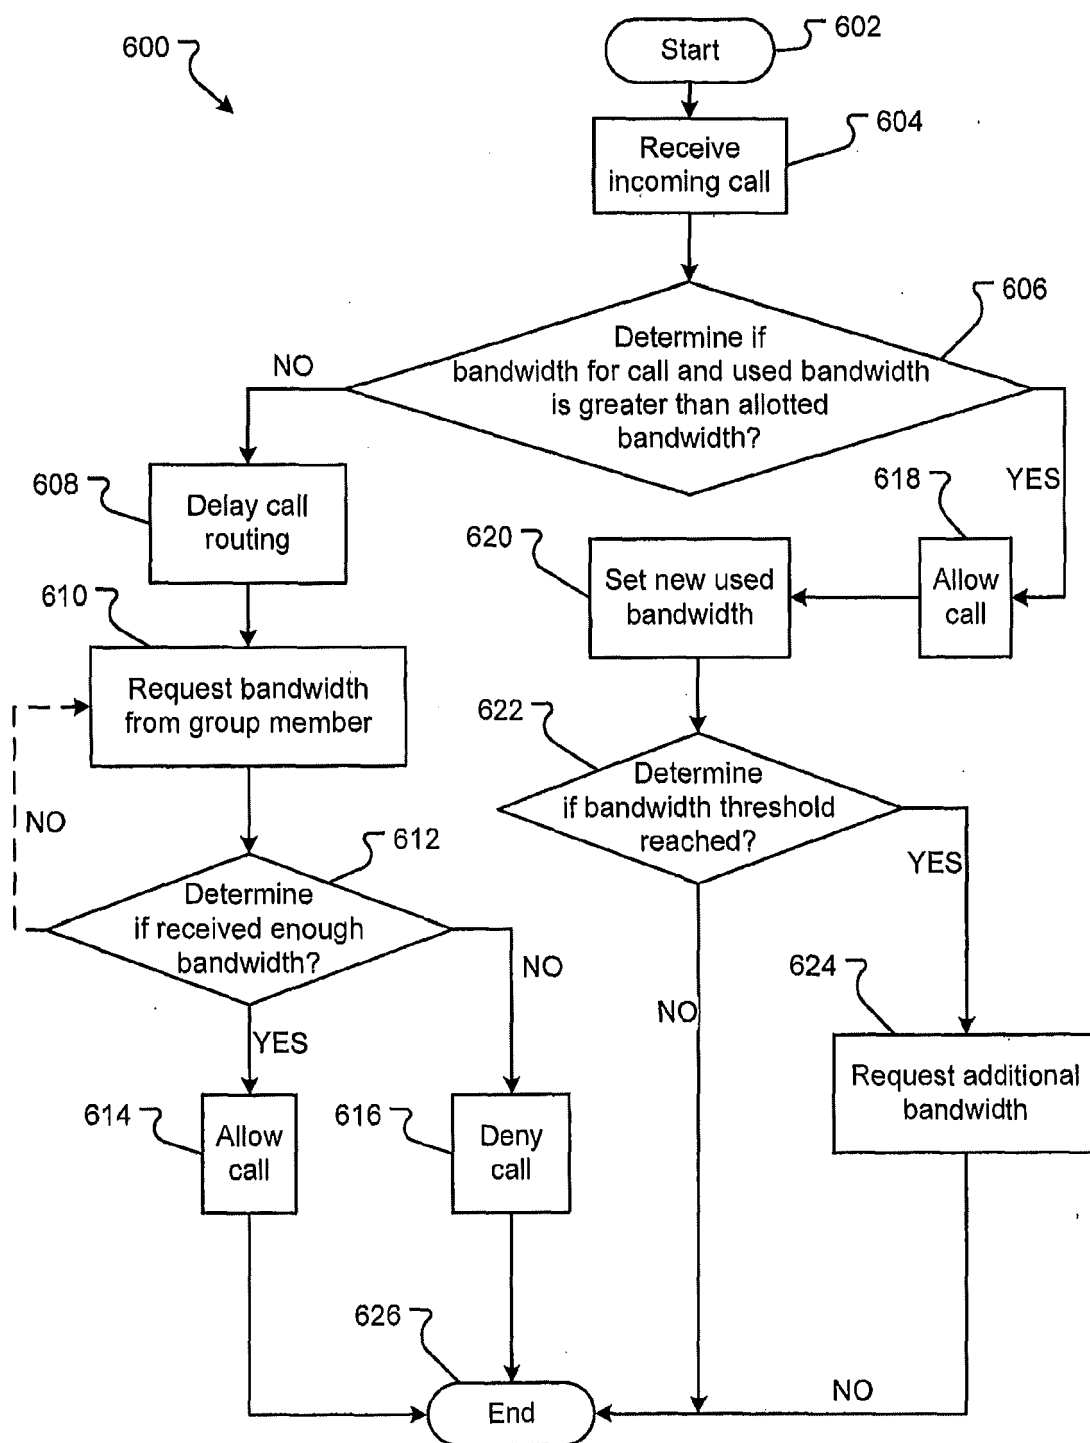 600
Start
602
Receive
incoming call
604
Determine if
bandwidth for call and used bandwidth
is greater than allotted
bandwidth?
606
NO
YES
608
Delay call
routing
618
Allow
call
620
Set new used
bandwidth
610
Request bandwidth
from group member
622
Determine
if bandwidth threshold
reached?
NO
612
Determine
if received enough
bandwidth?
YES
NO
624
NO
YES
Request additional
bandwidth
614
Allow
call
616
Deny
call
626
End
NO